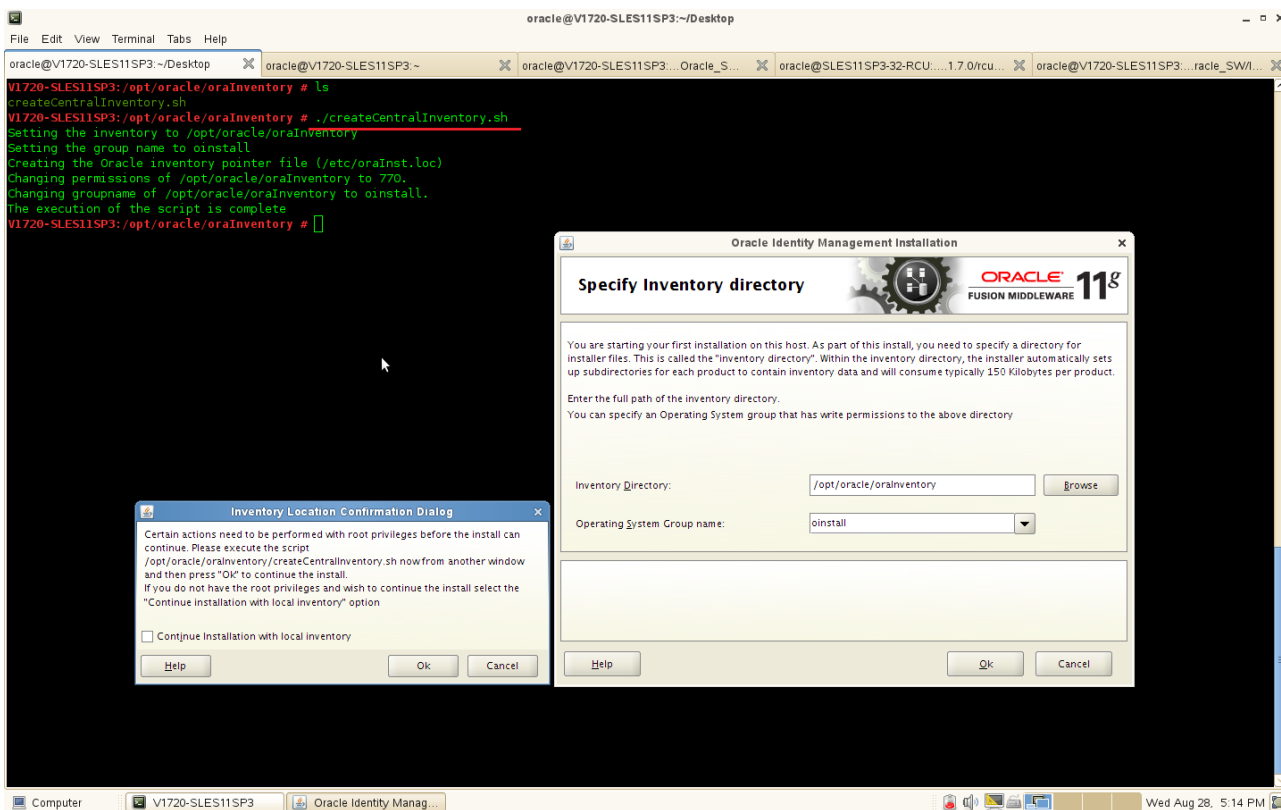 oracle@V1720-SLES11SP3:~/Desktop
File Edit View Terminal Tabs Help
oracle@V1720-SLES11SP3:~/Desktop oracle@V1720-SLES11SP3:~ oracle@V1720-SLES11SP3:...Oracle_S... oracle@SLES11SP3-32-RCU:....1.7.0/rcu... oracle@V1720-SLES11SP3:...racle_SW/I...
V1720-SLES11SP3:/opt/oracle/oraInventory # ls
createCentralInventory.sh
V1720-SLES11SP3:/opt/oracle/oraInventory # ./createCentralInventory.sh
Setting the inventory to /opt/oracle/oraInventory
Setting the group name to oinstall
Creating the Oracle inventory pointer file (/etc/oraInst.loc)
Changing permissions of /opt/oracle/oraInventory to 770.
Changing groupname of /opt/oracle/oraInventory to oinstall.
The execution of the script is complete
V1720-SLES11SP3:/opt/oracle/oraInventory #
Oracle Identity Management Installation
Specify Inventory directory
ORACLE
FUSION MIDDLEWARE 11g
You are starting your first installation on this host. As part of this install, you need to specify a directory for
installer files. This is called the "inventory directory". Within the inventory directory, the installer automatically sets
up subdirectories for each product to contain inventory data and will consume typically 150 Kilobytes per product.
Enter the full path of the inventory directory.
You can specify an Operating System group that has write permissions to the above directory
Inventory Directory: /opt/oracle/oraInventory Browse
Operating System Group name: oinstall
Help Ok Cancel
Inventory Location Confirmation Dialog
Certain actions need to be performed with root privileges before the install can
continue. Please execute the script
/opt/oracle/oraInventory/createCentralInventory.sh now from another window
and then press "Ok" to continue the install.
If you do not have the root privileges and wish to continue the install select the
"Continue installation with local inventory" option
Continue Installation with local inventory
Help Ok Cancel
Computer V1720-SLES11SP3 Oracle Identity Manag... Wed Aug 28, 5:14 PM